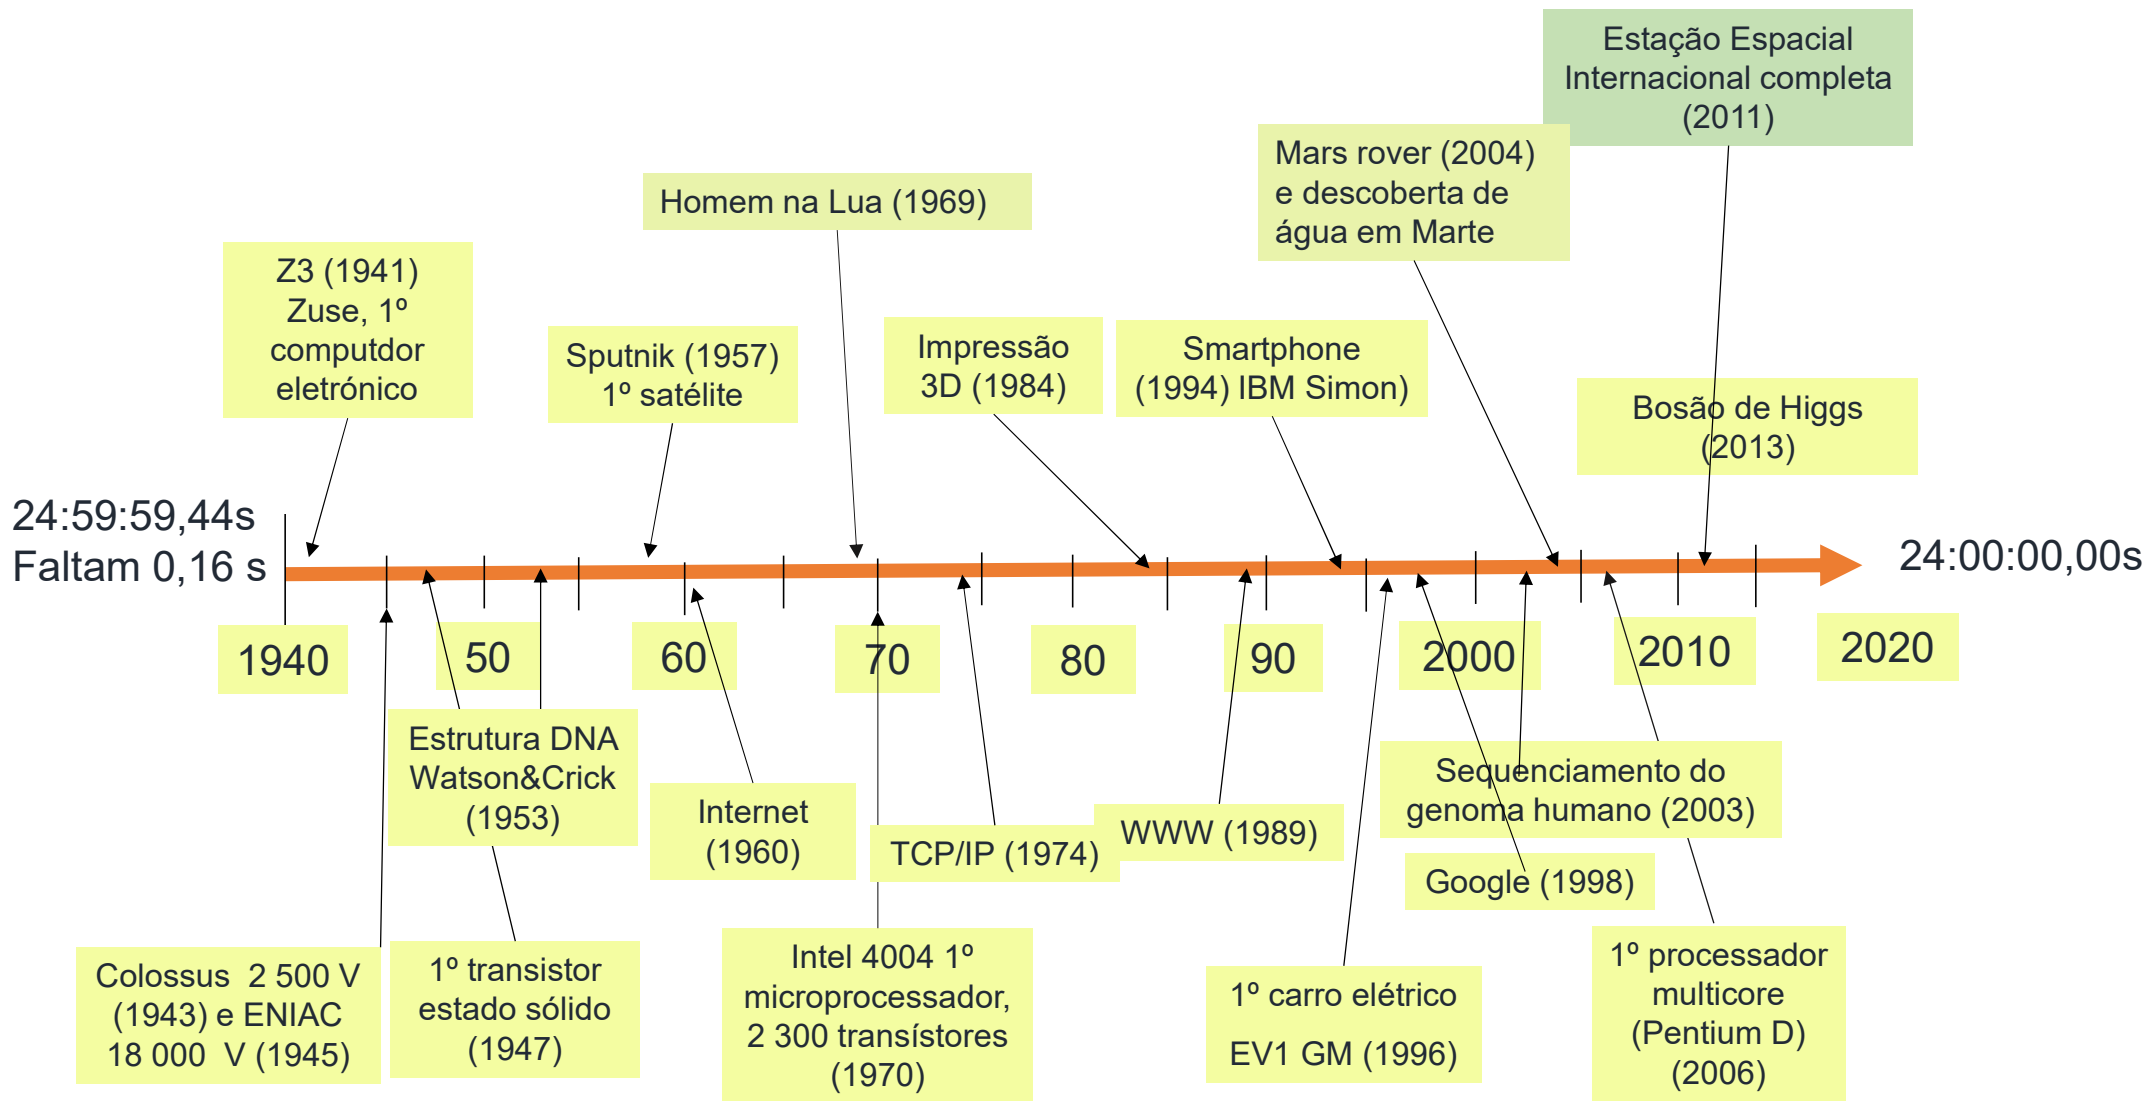 Estação Espacial
Internacional completa
(2011)
Mars rover (2004)
e descoberta de
água em Marte
Homem na Lua (1969)
Z3 (1941)
Zuse, 1º
computdor
eletrónico
Sputnik (1957)
1º satélite
Impressão
3D (1984)
Smartphone
(1994) IBM Simon)
Bosão de Higgs
(2013)
24:59:59,44s
Faltam 0,16 s
24:00:00,00s
1940
50
60
70
80
90
2000
2010
2020
Estrutura DNA
Watson&Crick
(1953)
Internet
(1960)
TCP/IP (1974)
WWW (1989)
Sequenciamento do
genoma humano (2003)
Google (1998)
Colossus 2 500 V
(1943) e ENIAC
18 000 V (1945)
1º transistor
estado sólido
(1947)
Intel 4004 1º
microprocessador,
2 300 transístores
(1970)
1º carro elétrico
EV1 GM (1996)
1º processador
multicore
(Pentium D)
(2006)